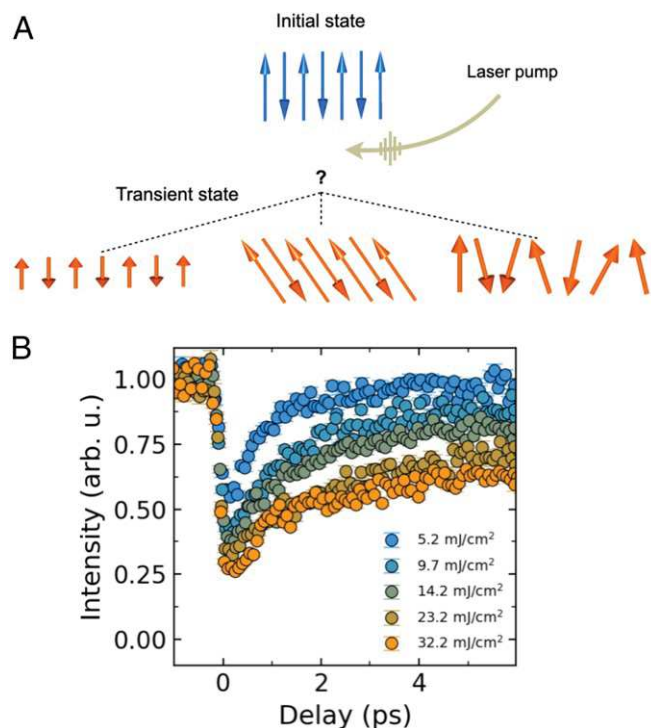 A
Initial state
Laser pump
?
Transient state
B
Intensity (arb. u.)
1.00
0.75
0.50
0.25
0.00
5.2 mJ/cm²
9.7 mJ/cm²
14.2 mJ/cm²
23.2 mJ/cm²
32.2 mJ/cm²
0
2
4
Delay (ps)